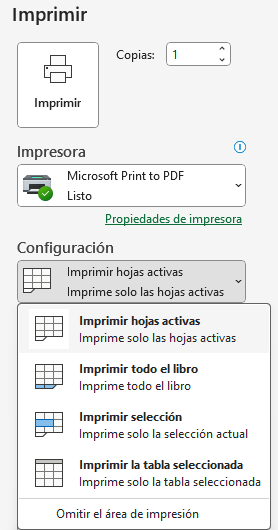 Imprimir
Copias: 1
Imprimir
Impresora
Microsoft Print to PDF
Listo
Propiedades de impresora
Configuración
Imprimir hojas activas
Imprime solo las hojas activas
Imprimir hojas activas
Imprime solo las hojas activas
Imprimir todo el libro
Imprime todo el libro
Imprimir selección
Imprime solo la selección actual
Imprimir la tabla seleccionada
Imprime solo la tabla seleccionada
Omitir el área de impresión